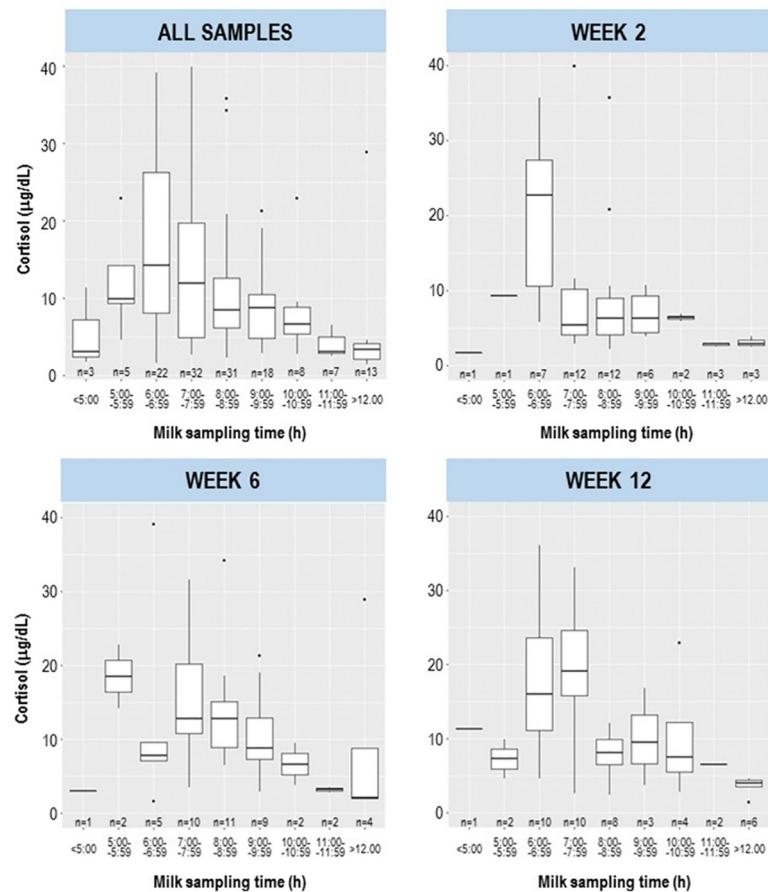 ALL SAMPLES
Cortisol (µg/dL)
40
30
20
10
0
n=3 n=5 n=22 n=32 n=31 n=18 n=8 n=7 n=13
<5:00 5:00-5:59 6:00-6:59 7:00-7:59 8:00-8:59 9:00-9:59 10:00-10:59 11:00-11:59 >12.00
Milk sampling time (h)
WEEK 2
40
30
20
10
0
n=1 n=1 n=7 n=12 n=12 n=6 n=2 n=3 n=3
<5:00 5:00-5:59 6:00-6:59 7:00-7:59 8:00-8:59 9:00-9:59 10:00-10:59 11:00-11:59 >12.00
Milk sampling time (h)
WEEK 6
Cortisol (µg/dL)
40
30
20
10
0
n=1 n=2 n=5 n=10 n=11 n=9 n=2 n=2 n=4
<5:00 5:00-5:59 6:00-6:59 7:00-7:59 8:00-8:59 9:00-9:59 10:00-10:59 11:00-11:59 >12.00
Milk sampling time (h)
WEEK 12
40
30
20
10
0
n=1 n=2 n=10 n=10 n=8 n=3 n=4 n=2 n=6
<5:00 5:00-5:59 6:00-6:59 7:00-7:59 8:00-8:59 9:00-9:59 10:00-10:59 11:00-11:59 >12.00
Milk sampling time (h)